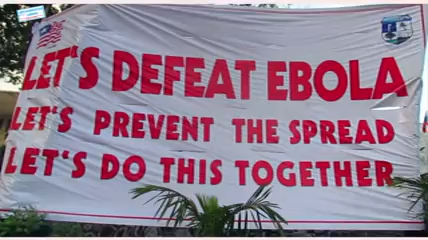 LET'S DEFEAT EBOLA
LET'S PREVENT THE SPREAD
LET'S DO THIS TOGETHER